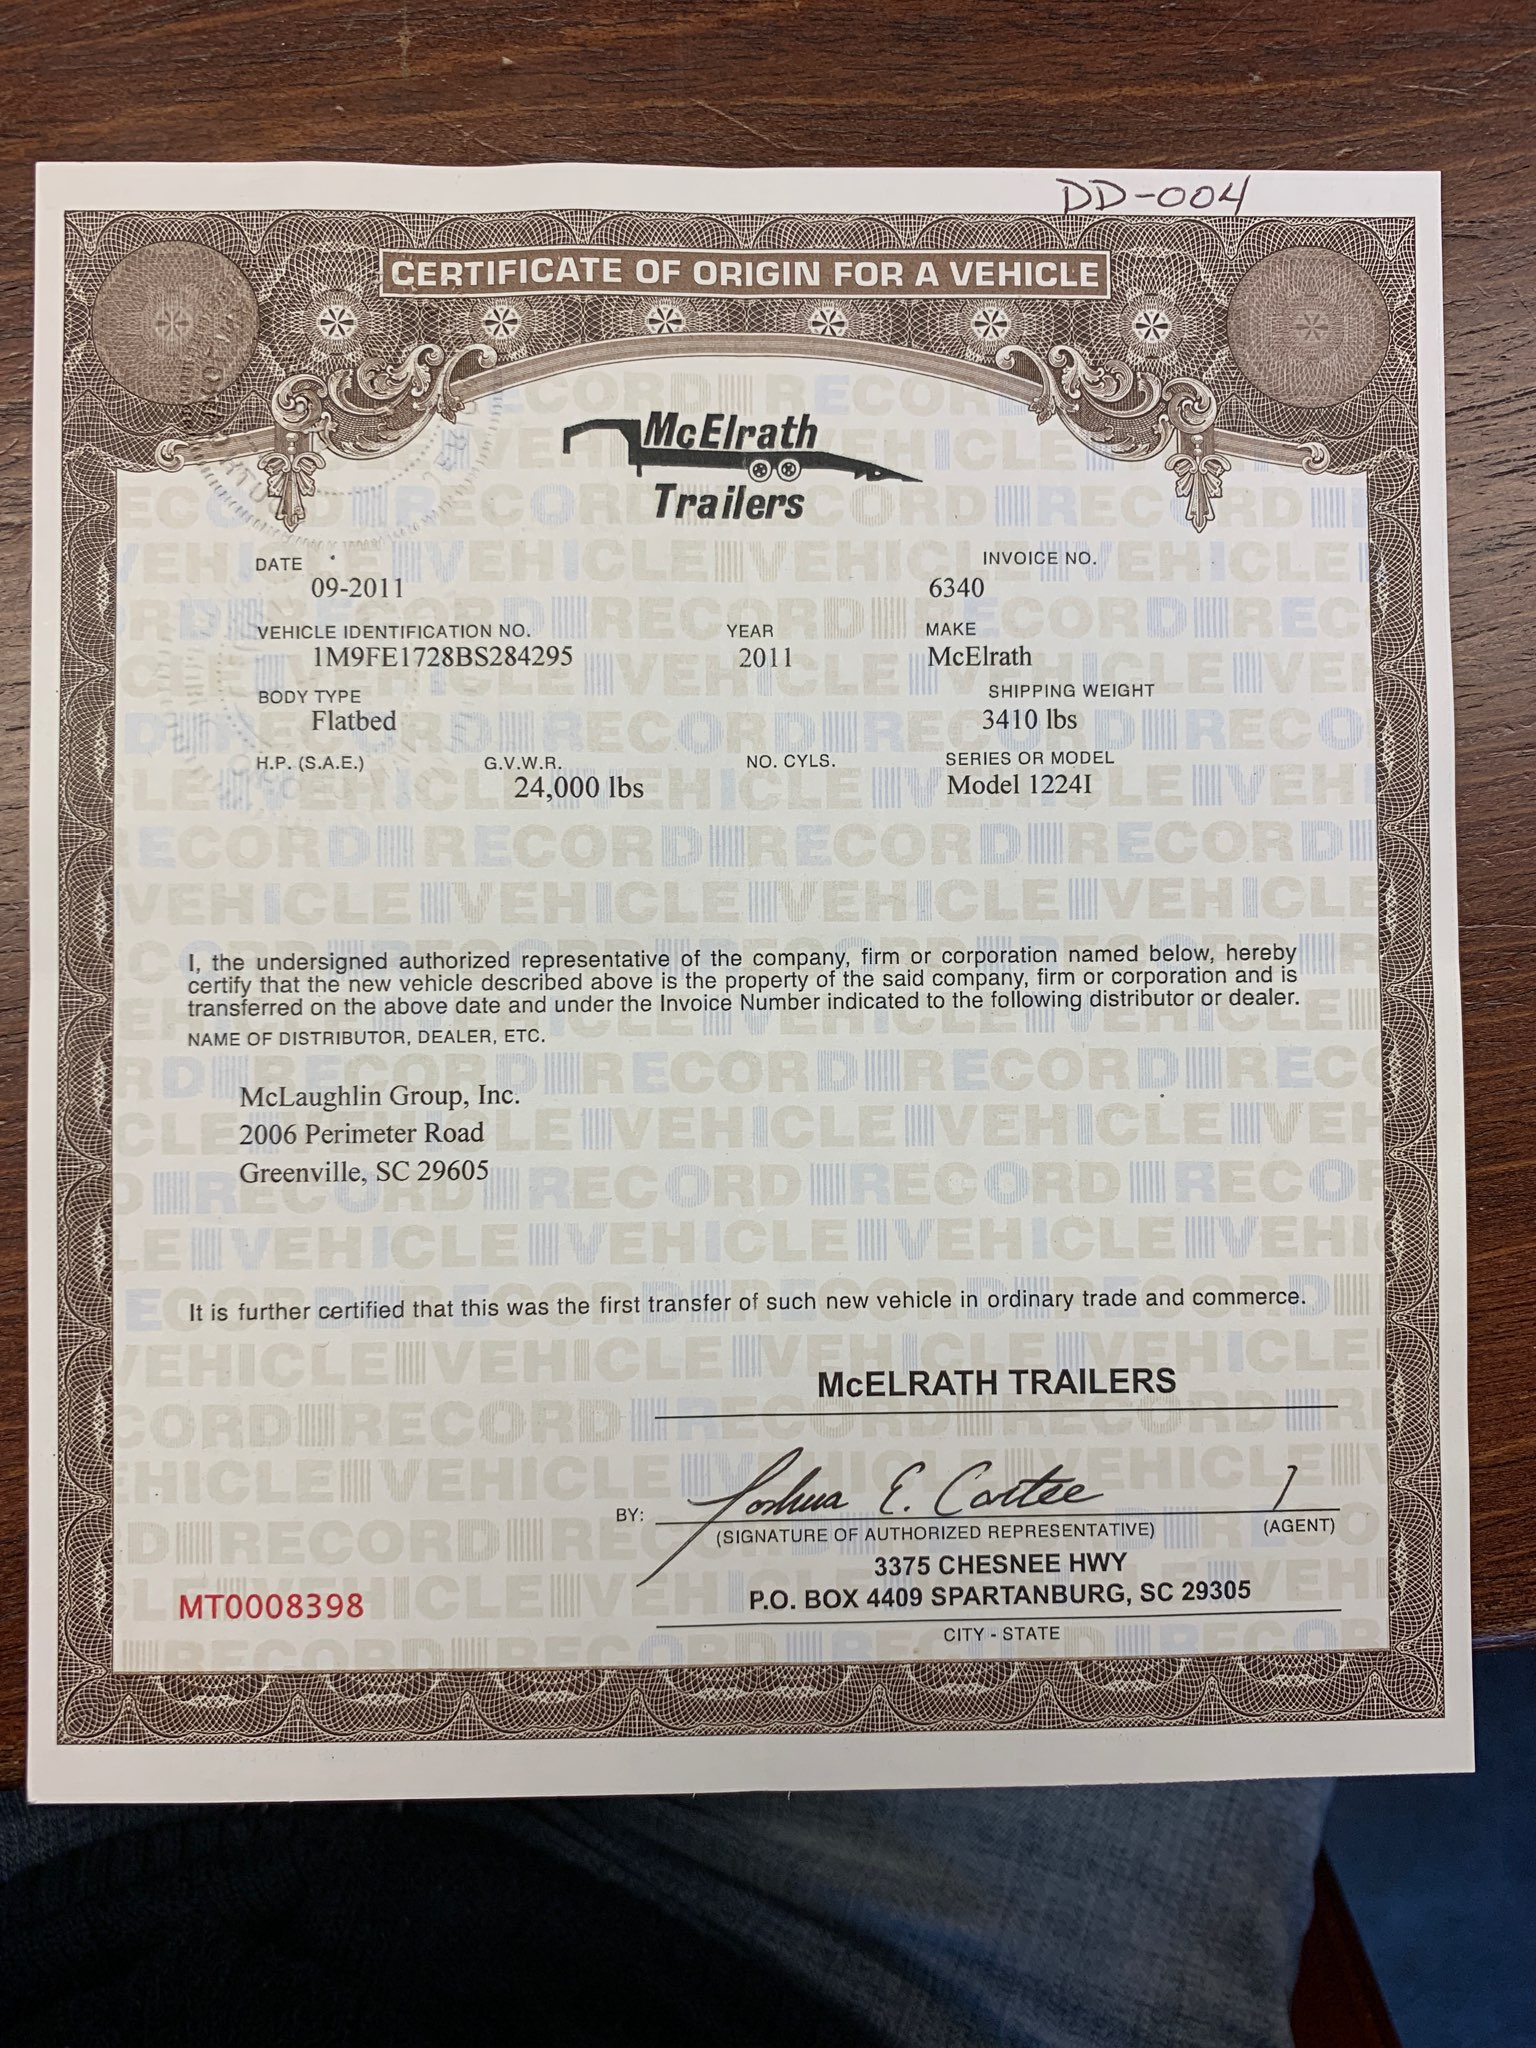 DD-004
CERTIFICATE OF ORIGIN FOR A VEHICLE
McElrath
Trailers
DATE INVOICE NO.
09-2011 6340
VEHICLE IDENTIFICATION NO. YEAR MAKE
1M9FE1728BS284295 2011 McElrath
BODY TYPE SHIPPING WEIGHT
Flatbed 3410 lbs
H.P. (S.A.E.) G.V.W.R. NO. CYLS. SERIES OR MODEL
24,000 lbs Model 1224I
I, the undersigned authorized representative of the company, firm or corporation named below, hereby
certify that the new vehicle described above is the property of the said company, firm or corporation and is
transferred on the above date and under the Invoice Number indicated to the following distributor or dealer.
NAME OF DISTRIBUTOR, DEALER, ETC.
McLaughlin Group, Inc.
2006 Perimeter Road
Greenville, SC 29605
It is further certified that this was the first transfer of such new vehicle in ordinary trade and commerce.
McELRATH TRAILERS
BY: Joshua E. Cartee
(SIGNATURE OF AUTHORIZED REPRESENTATIVE) (AGENT)
3375 CHESNEE HWY
P.O. BOX 4409 SPARTANBURG, SC 29305
MT0008398
CITY - STATE